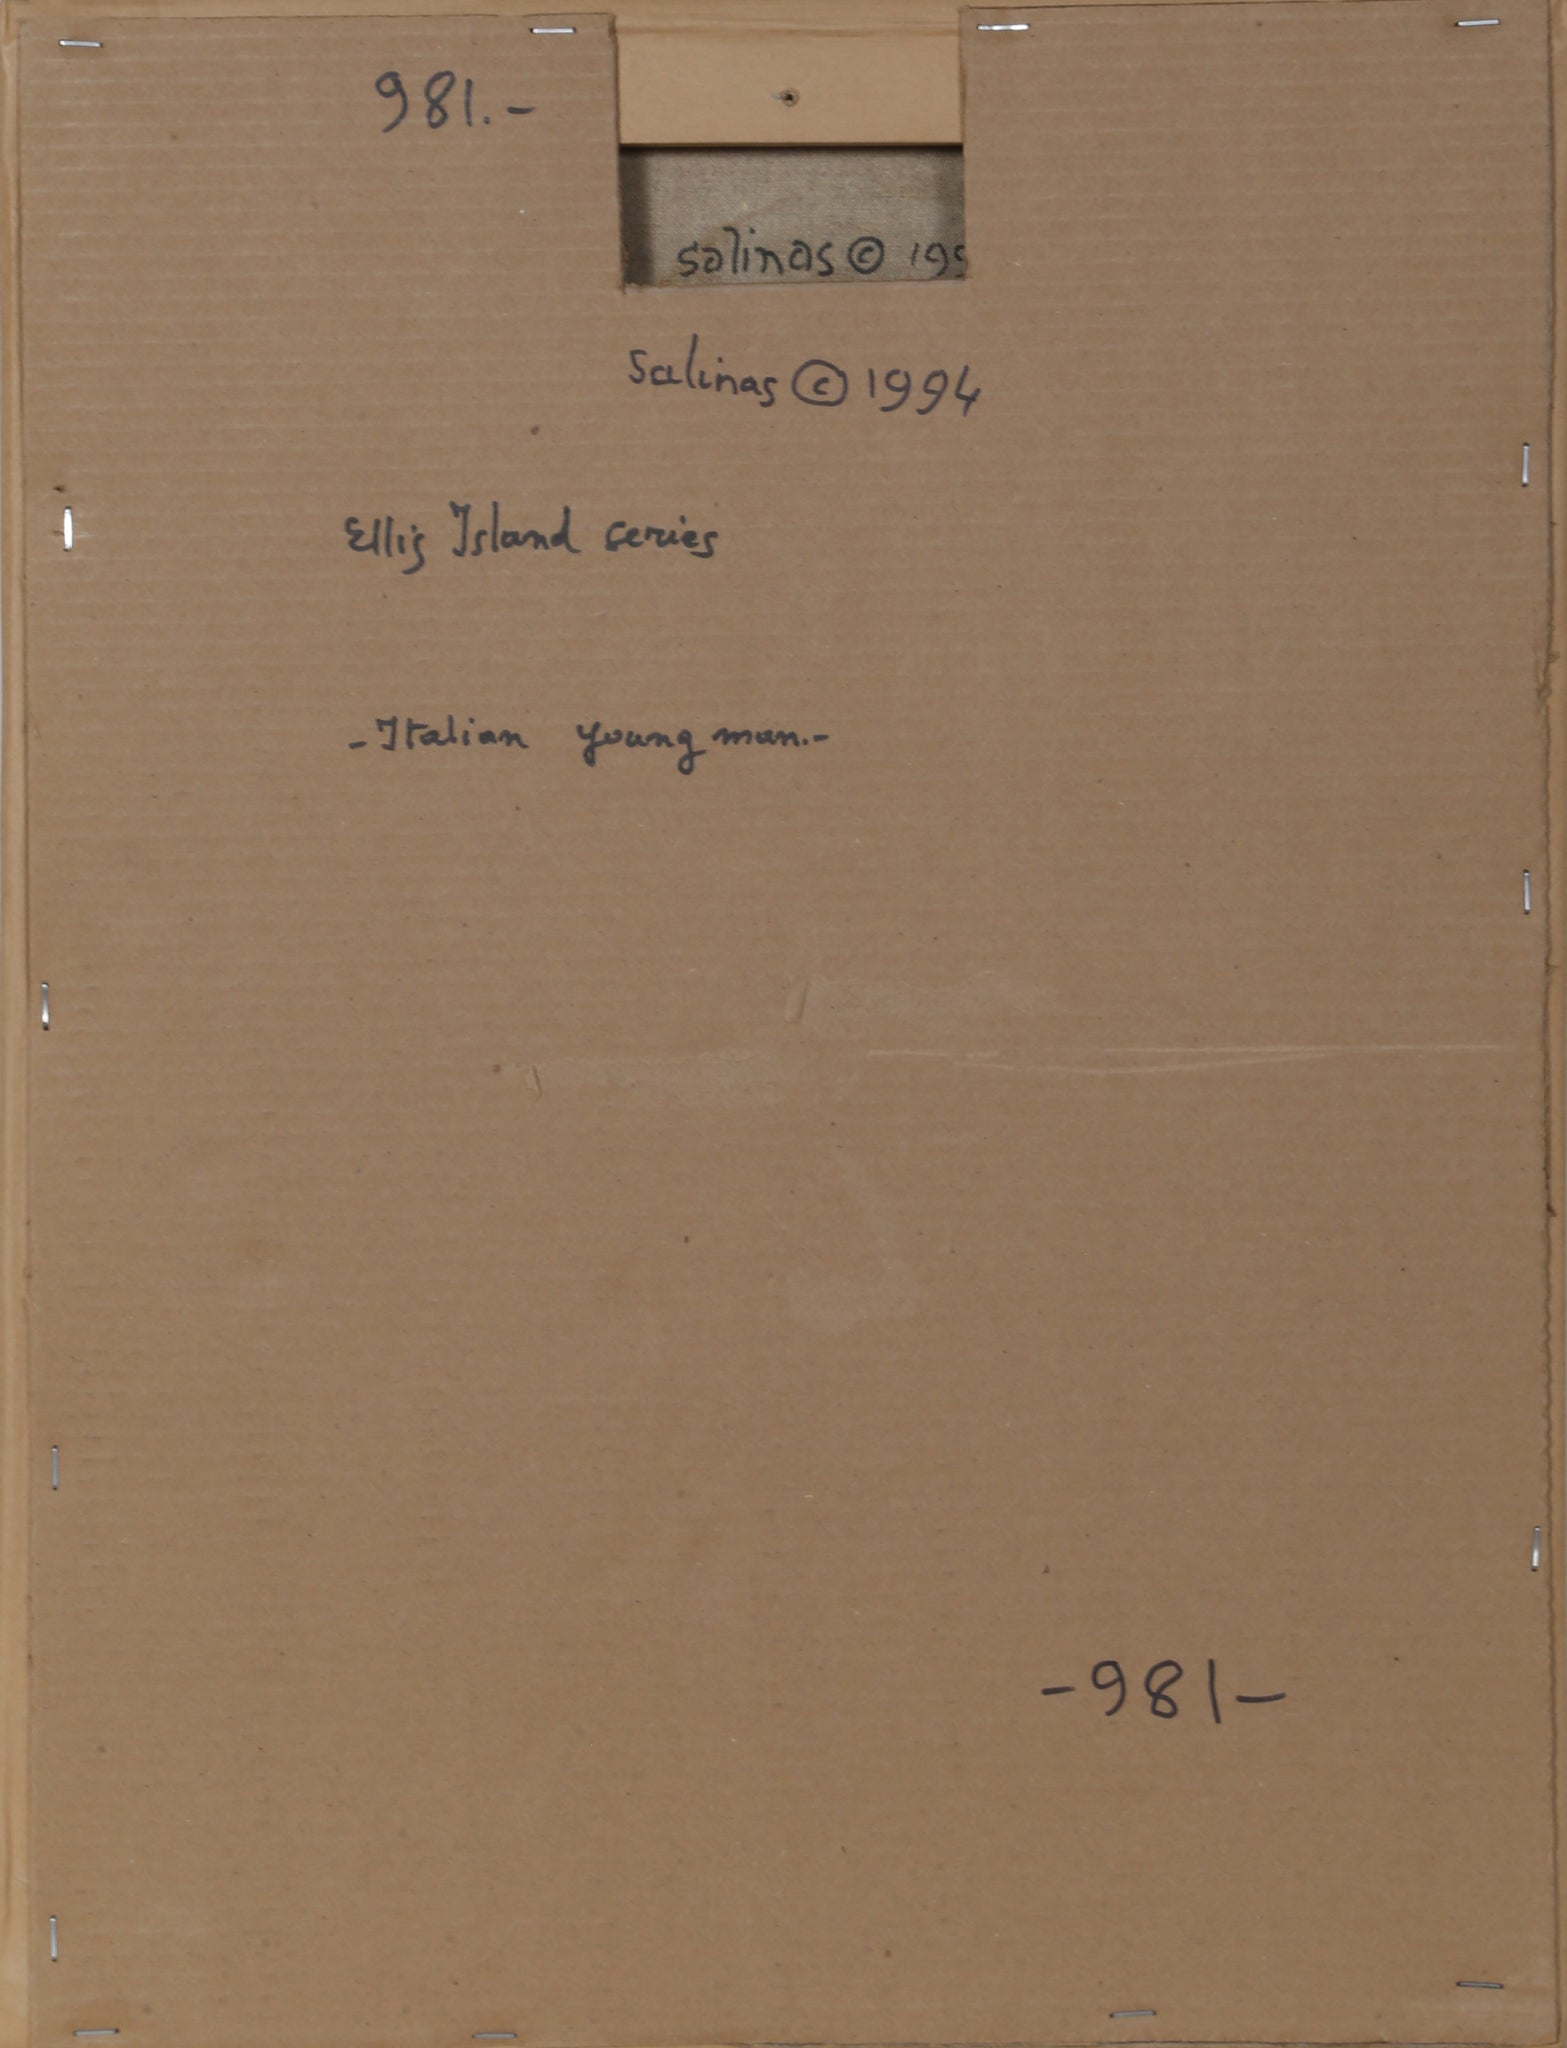 981.-
salinas © 199
Salinas © 1994
Ellis Island series
- Italian young man.-
-981-